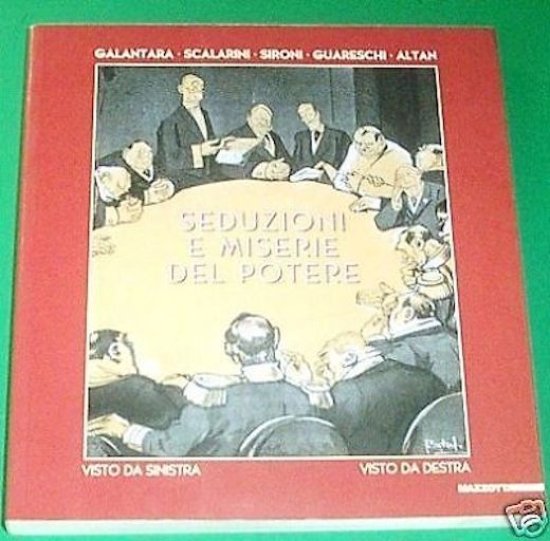 GALANTARA · SCALARINI · SIRONI · GUARESCHI · ALTAN
SEDUZIONI
E MISERIE
DEL POTERE
VISTO DA SINISTRA
VISTO DA DESTRA